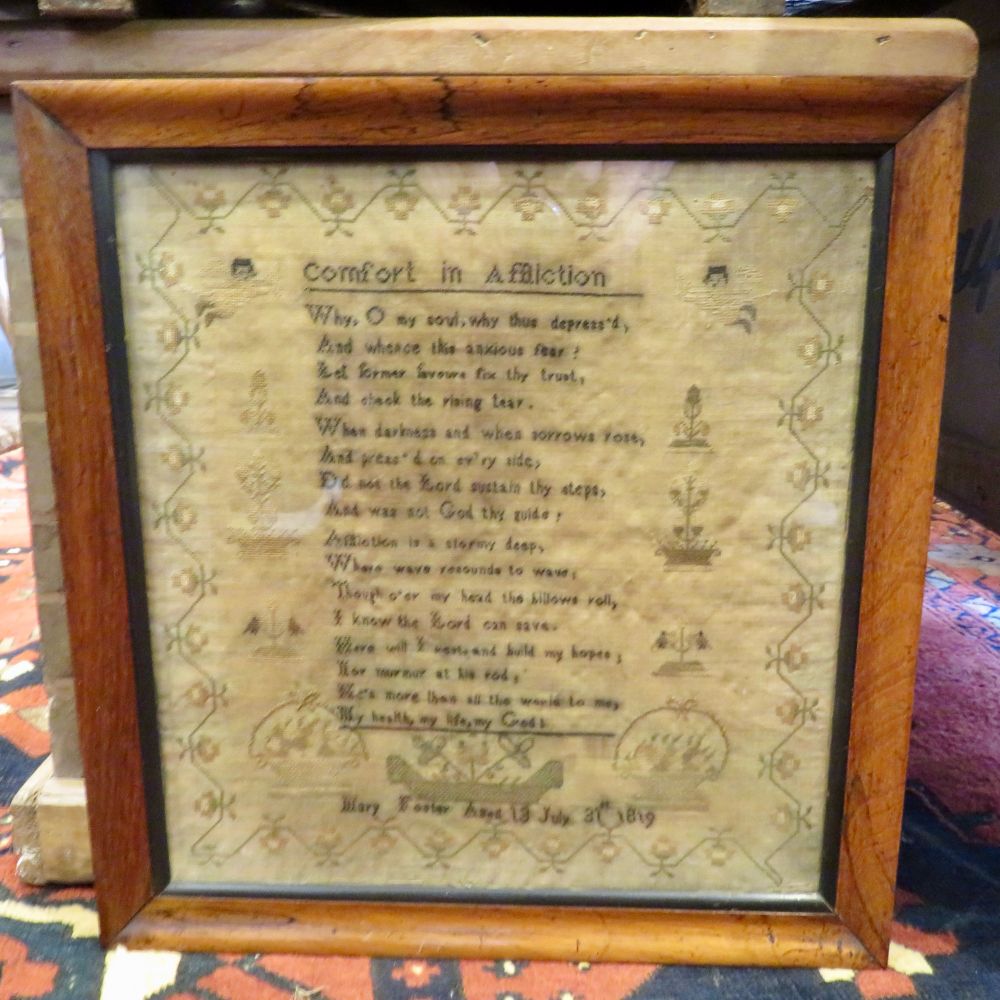 Comfort in Affliction
Why, O my soul, why thus depress'd,
And whence this anxious fear?
Let former favours fix thy trust,
And check the rising tear.
When darkness and when sorrows rose,
And press'd on ev'ry side,
Did not the Lord sustain thy steps,
And was not God thy guide?
Affliction is a stormy deep,
Where wave resounds to wave;
Though o'er my head the billows roll,
I know the Lord can save.
Here will I rest, and build my hopes;
Nor murmur at his rod;
He's more than all the world to me,
My health, my life, my God!
Mary Foster Aged 13 July 31st 1819